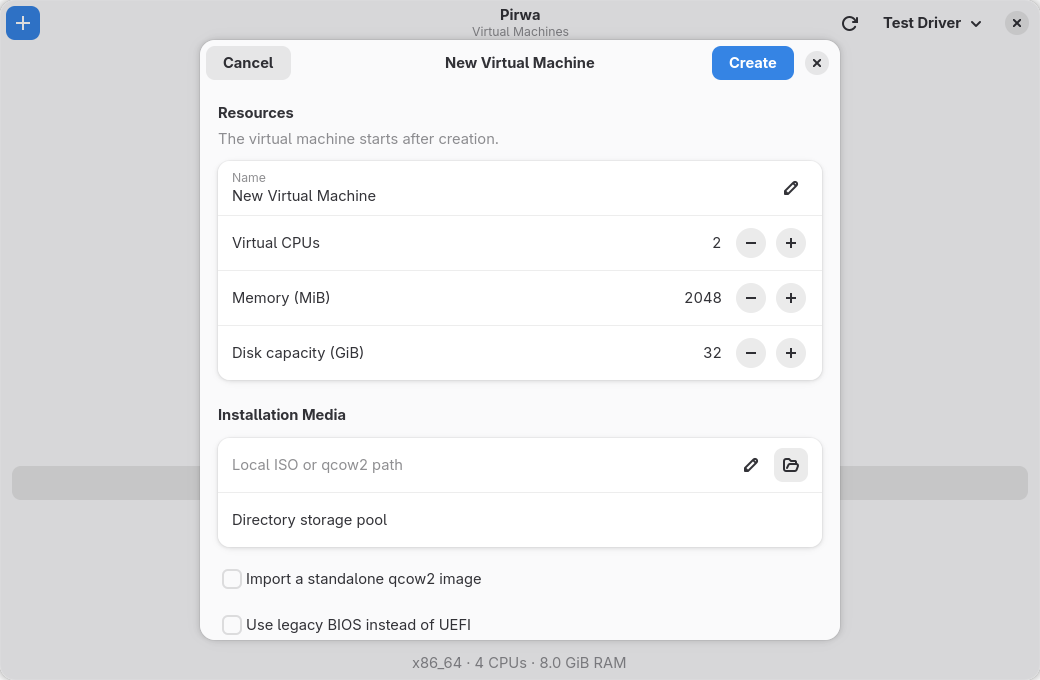 Pirwa
Virtual Machines
Test Driver
Cancel
New Virtual Machine
Create
Resources
The virtual machine starts after creation.
Name
New Virtual Machine
Virtual CPUs
2
Memory (MiB)
2048
Disk capacity (GiB)
32
Installation Media
Local ISO or qcow2 path
Directory storage pool
Import a standalone qcow2 image
Use legacy BIOS instead of UEFI
x86_64 · 4 CPUs · 8.0 GiB RAM